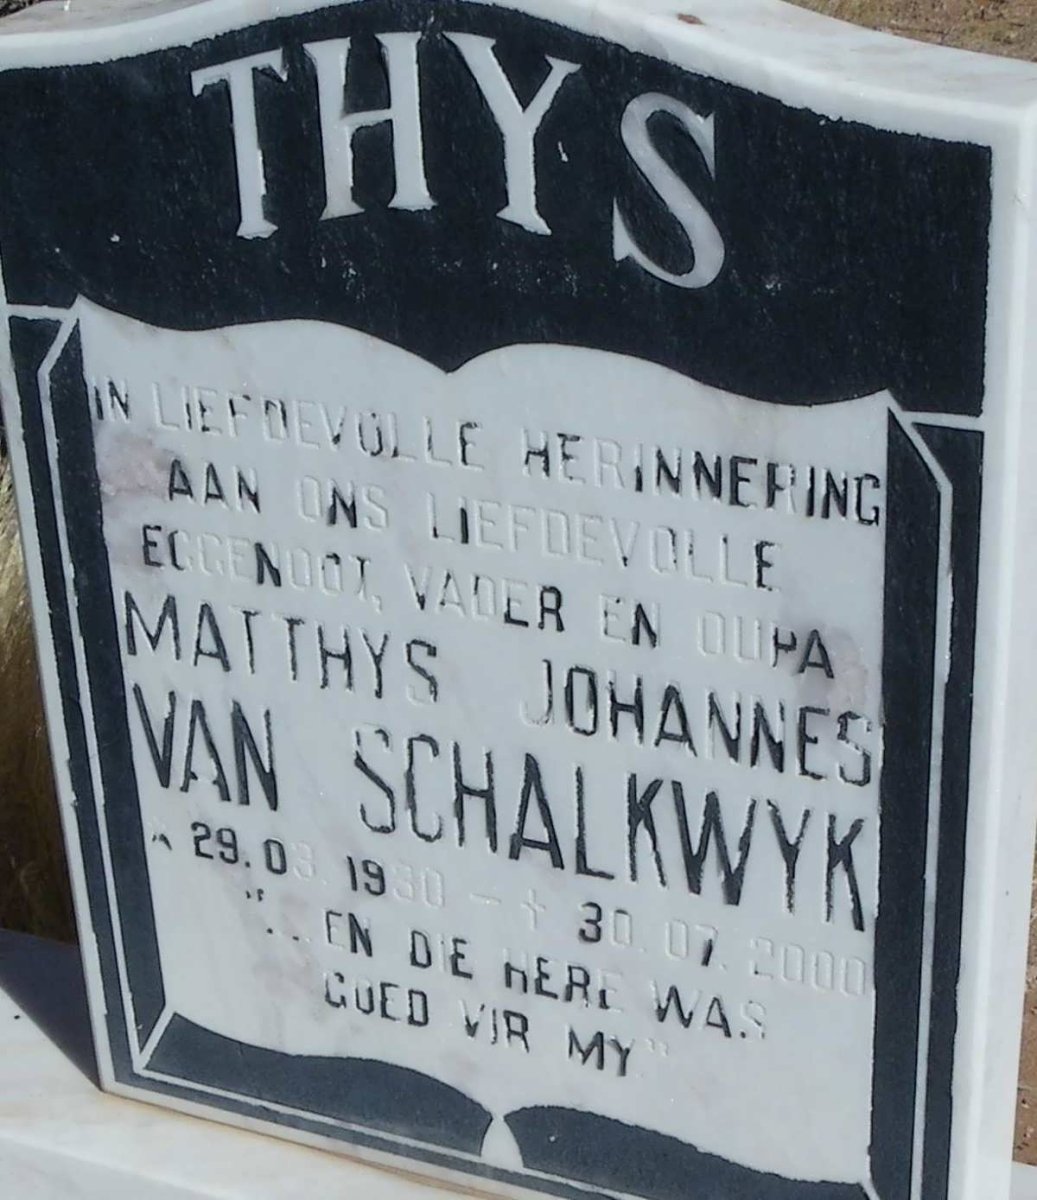 THYS
IN LIEFDEVOLLE HERINNERING
AAN ONS LIEFDEVOLLE
EGGENOOT, VADER EN OUPA
MATTHYS JOHANNES
VAN SCHALKWYK
* 29.03.1930 - + 30.07.2000
"...EN DIE HERE WAS
GOED VIR MY"